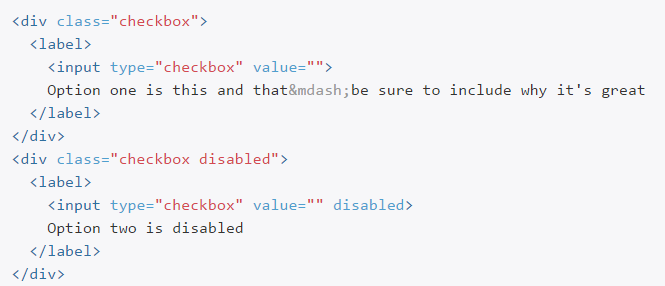 <div class="checkbox">
  <label>
    <input type="checkbox" value="">
    Option one is this and that&mdash;be sure to include why it's great
  </label>
</div>
<div class="checkbox disabled">
  <label>
    <input type="checkbox" value="" disabled>
    Option two is disabled
  </label>
</div>